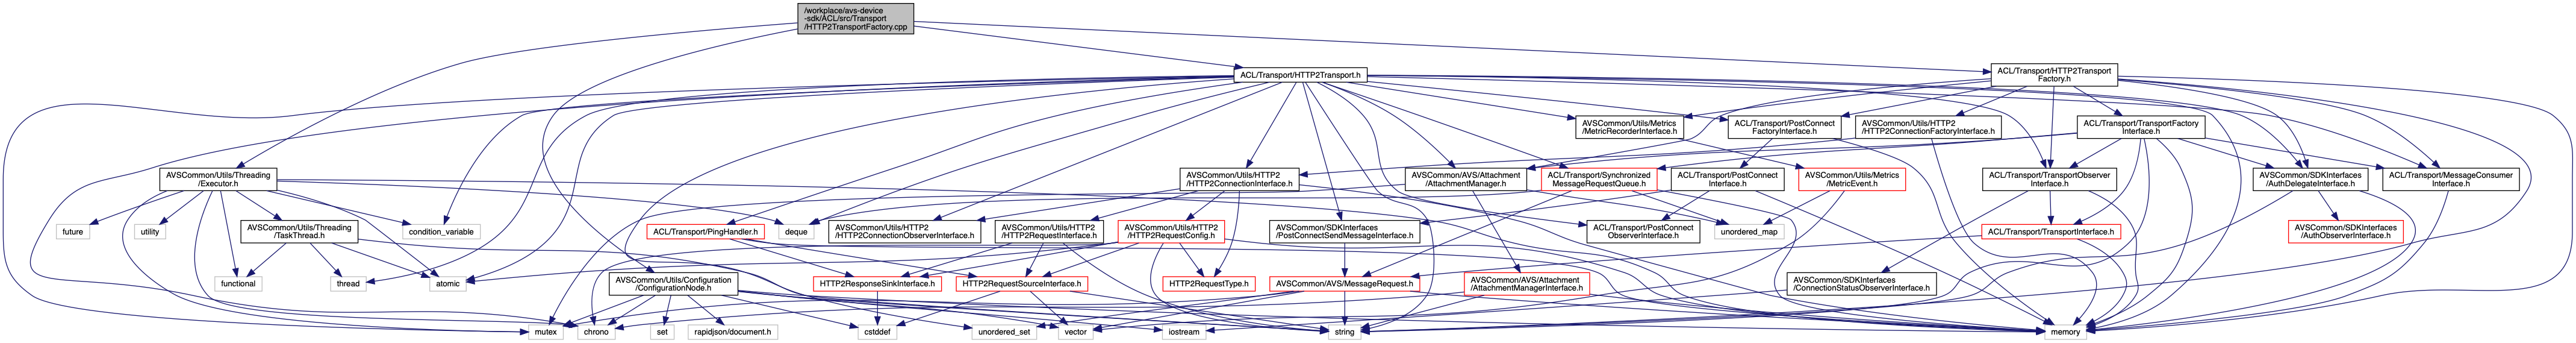 /workplace/avs-device
-sdk/ACL/src/Transport
/HTTP2TransportFactory.cpp
ACL/Transport/HTTP2Transport.h
ACL/Transport/HTTP2Transport
Factory.h
AVSCommon/Utils/Metrics
/MetricRecorderInterface.h
ACL/Transport/PostConnect
FactoryInterface.h
AVSCommon/Utils/HTTP2
/HTTP2ConnectionFactoryInterface.h
ACL/Transport/TransportFactory
Interface.h
AVSCommon/Utils/Threading
/Executor.h
AVSCommon/Utils/HTTP2
/HTTP2ConnectionInterface.h
AVSCommon/AVS/Attachment
/AttachmentManager.h
ACL/Transport/Synchronized
MessageRequestQueue.h
ACL/Transport/PostConnect
Interface.h
AVSCommon/Utils/Metrics
/MetricEvent.h
ACL/Transport/TransportObserver
Interface.h
AVSCommon/SDKInterfaces
/AuthDelegateInterface.h
ACL/Transport/MessageConsumer
Interface.h
future
utility
AVSCommon/Utils/Threading
/TaskThread.h
condition_variable
ACL/Transport/PingHandler.h
deque
AVSCommon/Utils/HTTP2
/HTTP2ConnectionObserverInterface.h
AVSCommon/Utils/HTTP2
/HTTP2RequestInterface.h
AVSCommon/Utils/HTTP2
/HTTP2RequestConfig.h
AVSCommon/SDKInterfaces
/PostConnectSendMessageInterface.h
ACL/Transport/PostConnect
ObserverInterface.h
unordered_map
ACL/Transport/TransportInterface.h
AVSCommon/SDKInterfaces
/AuthObserverInterface.h
functional
thread
atomic
AVSCommon/Utils/Configuration
/ConfigurationNode.h
HTTP2ResponseSinkInterface.h
HTTP2RequestSourceInterface.h
HTTP2RequestType.h
AVSCommon/AVS/MessageRequest.h
AVSCommon/AVS/Attachment
/AttachmentManagerInterface.h
AVSCommon/SDKInterfaces
/ConnectionStatusObserverInterface.h
mutex
chrono
set
rapidjson/document.h
cstddef
unordered_set
vector
iostream
string
memory